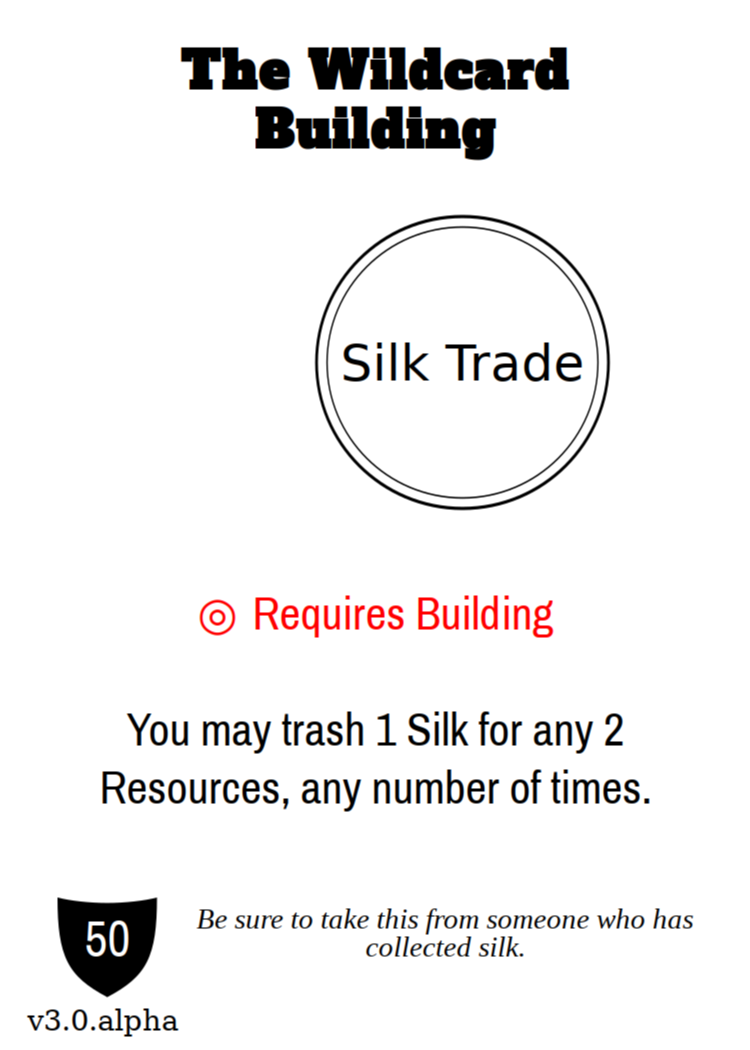 The Wildcard
Building
Silk Trade
◎ Requires Building
You may trash 1 Silk for any 2
Resources, any number of times.
50
Be sure to take this from someone who has
collected silk.
v3.0.alpha